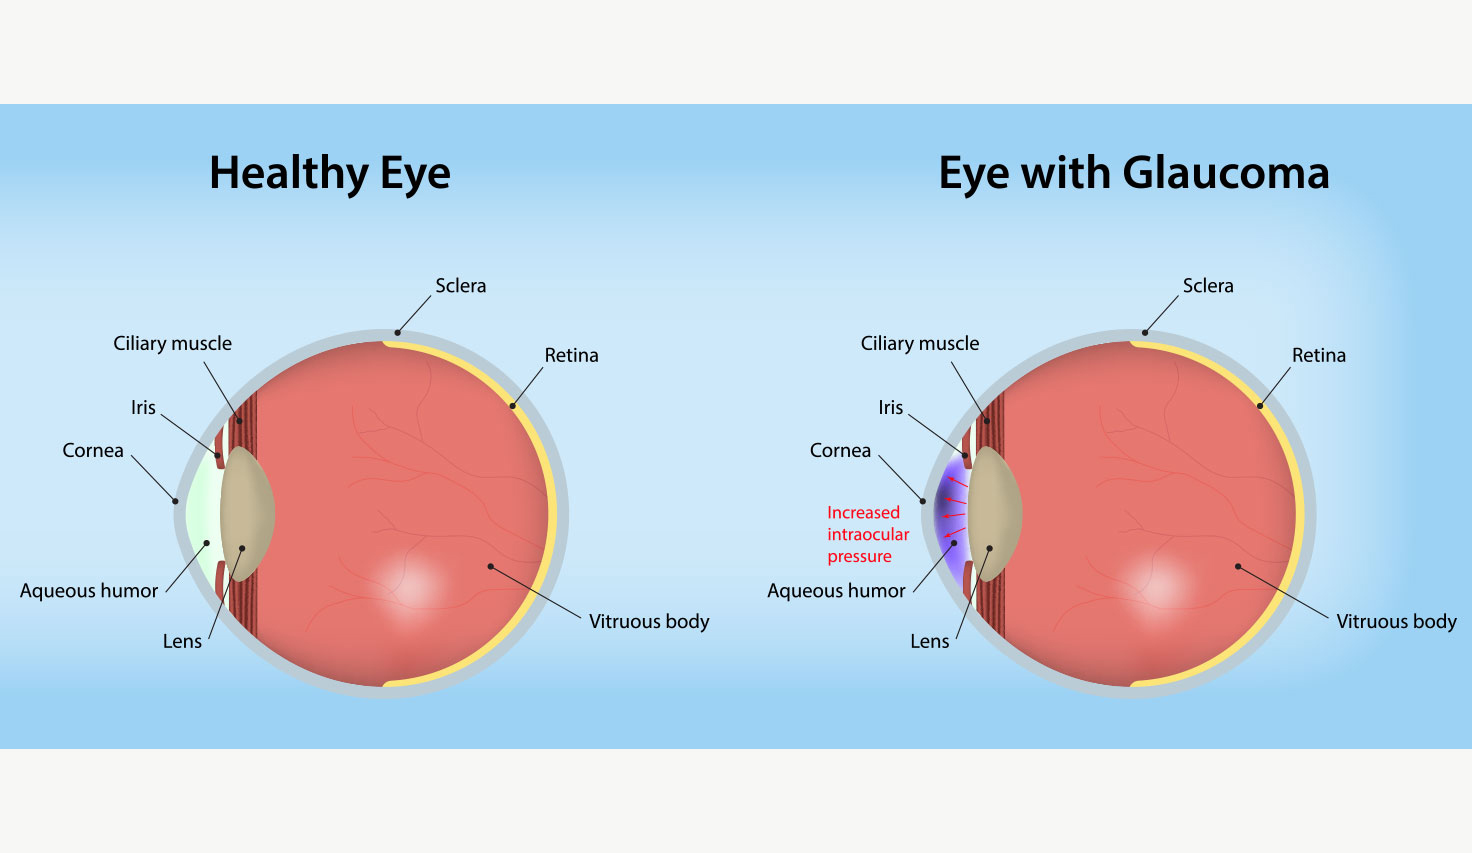 Healthy Eye
Sclera
Ciliary muscle
Retina
Iris
Cornea
Aqueous humor
Vitruous body
Lens
Eye with Glaucoma
Sclera
Ciliary muscle
Retina
Iris
Cornea
Increased
intraocular
pressure
Aqueous humor
Vitruous body
Lens